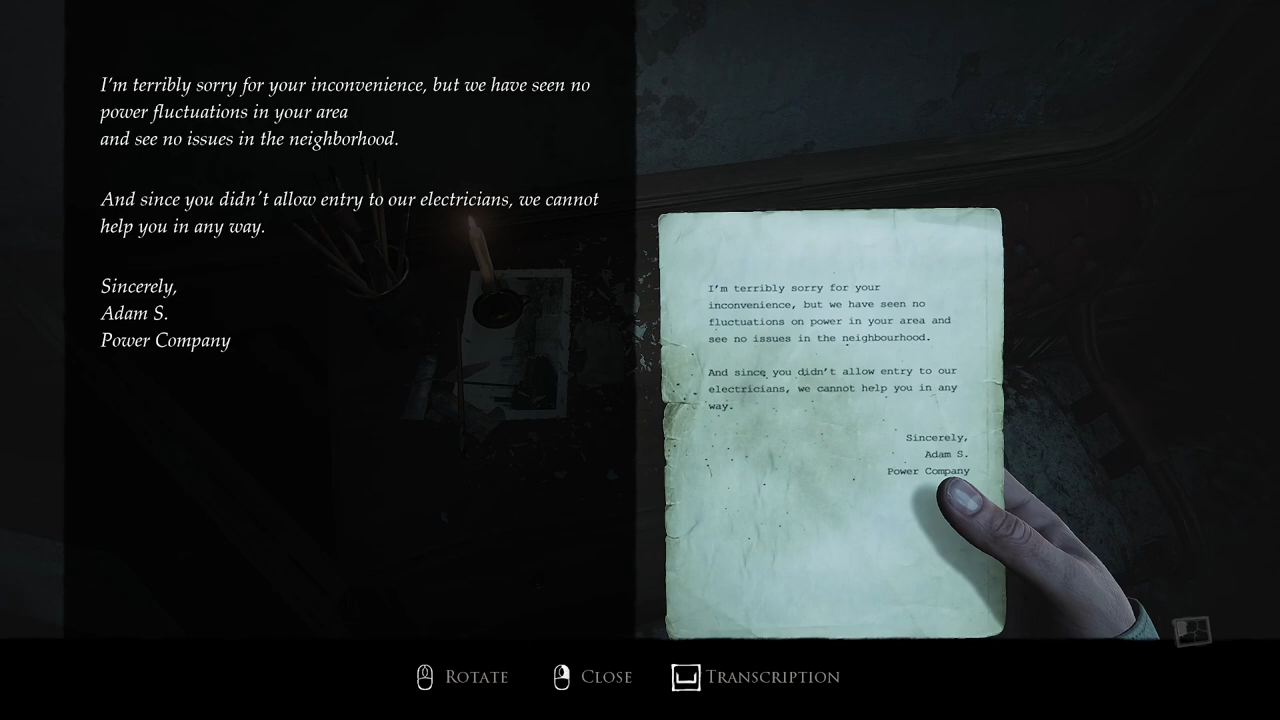 I'm terribly sorry for your inconvenience, but we have seen no
power fluctuations in your area
and see no issues in the neighborhood.
And since you didn't allow entry to our electricians, we cannot
help you in any way.
Sincerely,
Adam S.
Power Company
I'm terribly sorry for your
inconvenience, but we have seen no
fluctuations on power in your area and
see no issues in the neighbourhood.
And since you didn't allow entry to our
electricians, we cannot help you in any
way.
Sincerely,
Adam S.
Power Company
Rotate
Close
Transcription